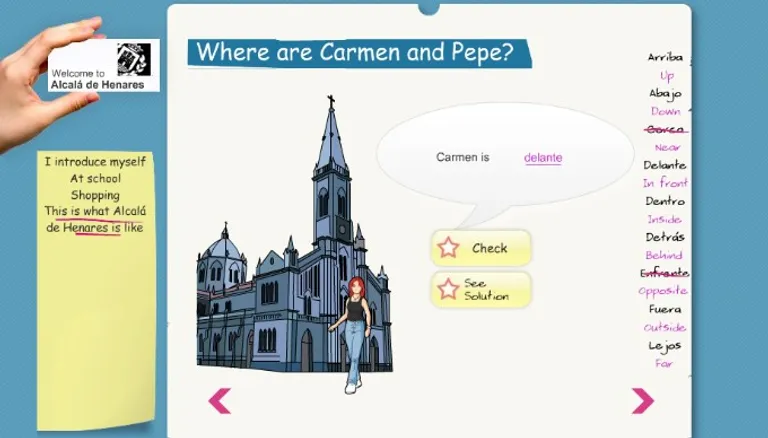 Welcome to
Alcalá de Henares
I introduce myself
At school
Shopping
This is what Alcalá
de Henares is like
Where are Carmen and Pepe?
Carmen is delante
Check
See
Solution
Arriba
Up
Abajo
Down
Cerca
Near
Delante
In front
Dentro
Inside
Detrás
Behind
Enfrente
Opposite
Fuera
Outside
Lejos
Far